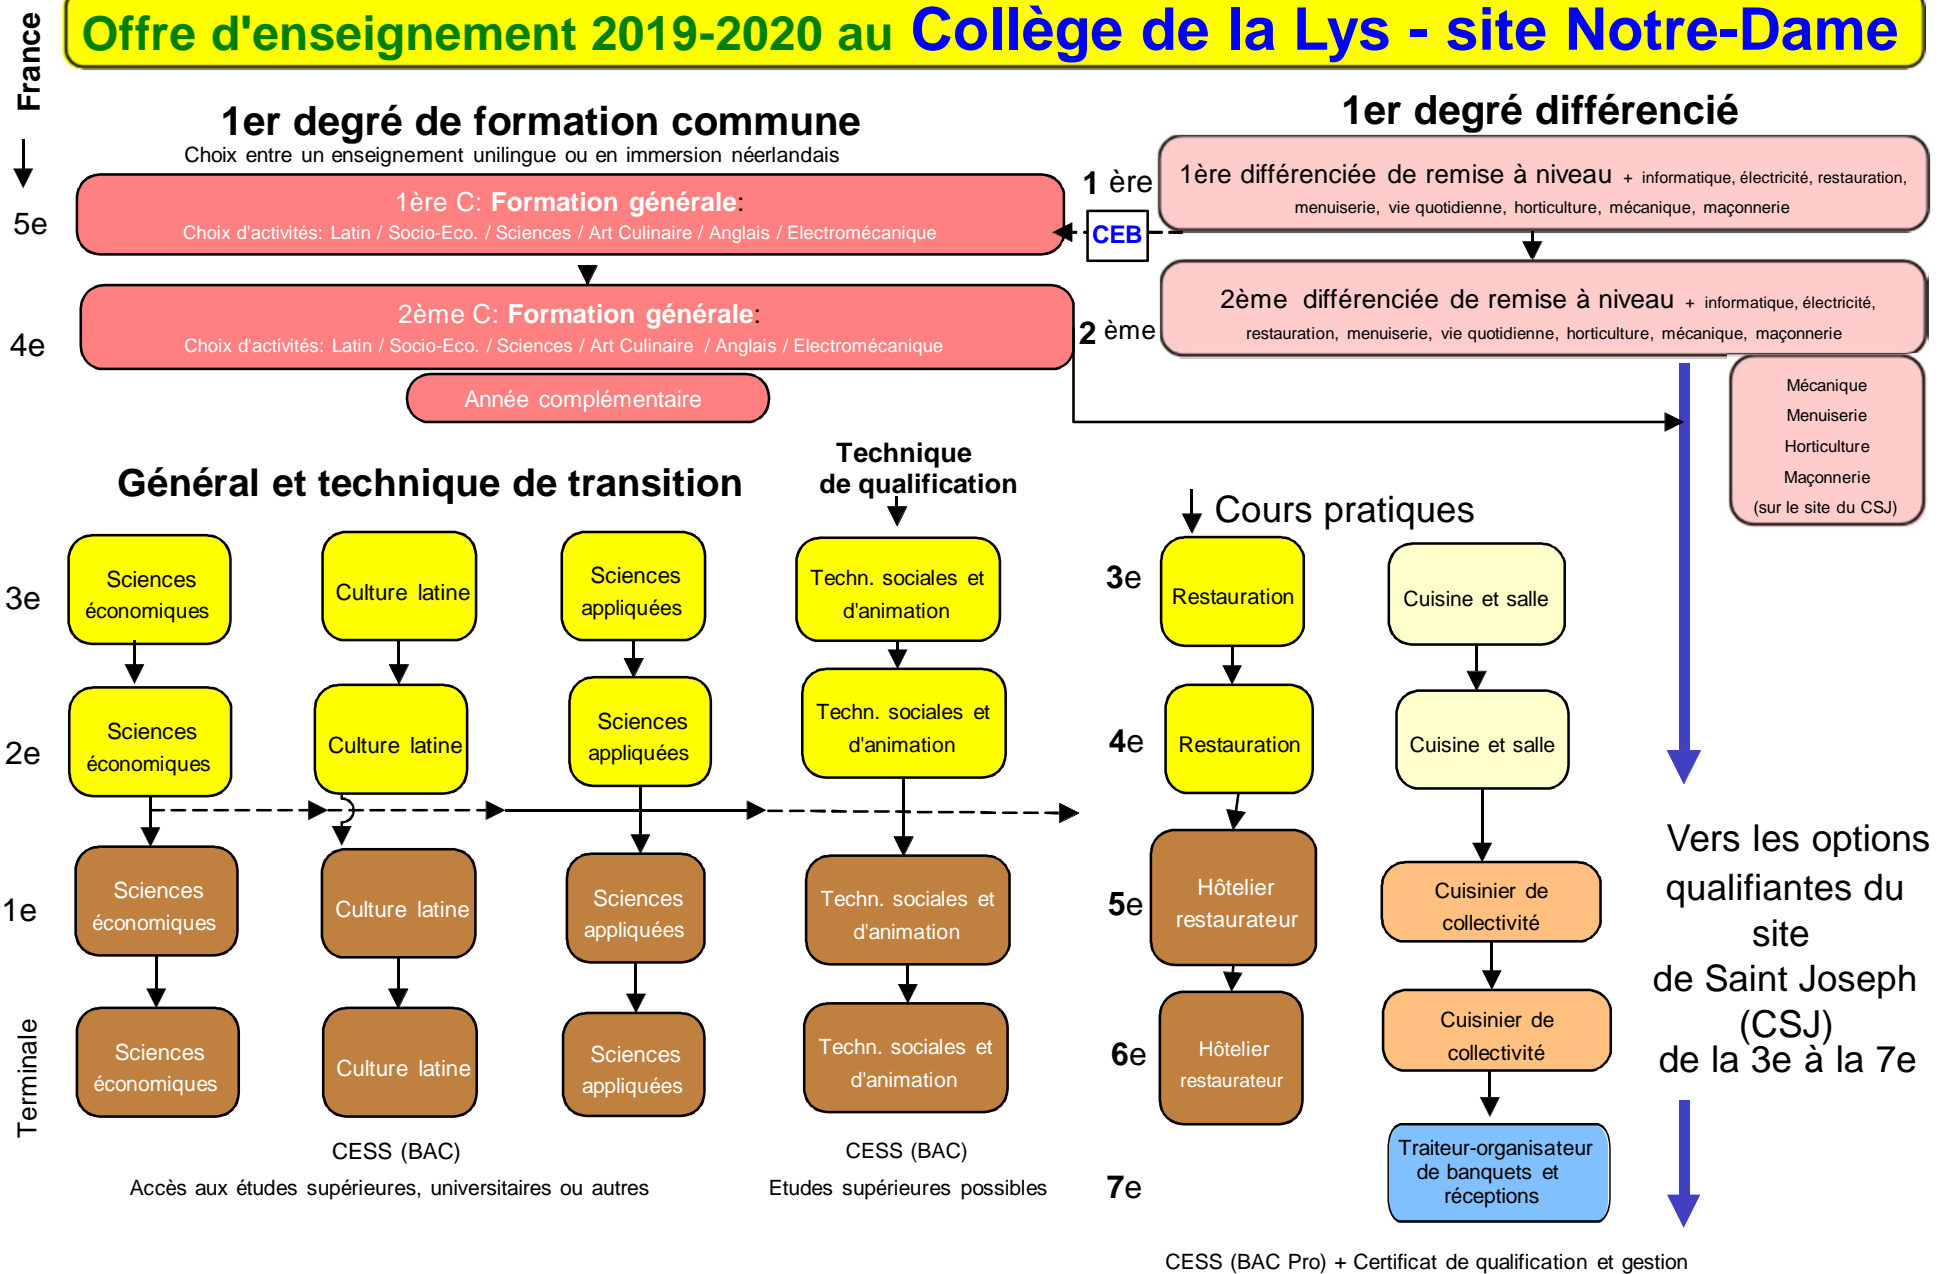 Offre d'enseignement 2019-2020 au Collège de la Lys - site Notre-Dame
France
1er degré de formation commune
Choix entre un enseignement unilingue ou en immersion néerlandais
1er degré différencié
5e
1ère C: Formation générale:
Choix d'activités: Latin / Socio-Eco. / Sciences / Art Culinaire / Anglais / Electromécanique
1 ère
CEB
1ère différenciée de remise à niveau + informatique, électricité, restauration,
menuiserie, vie quotidienne, horticulture, mécanique, maçonnerie
4e
2ème C: Formation générale:
Choix d'activités: Latin / Socio-Eco. / Sciences / Art Culinaire / Anglais / Electromécanique
2 ème
2ème différenciée de remise à niveau + informatique, électricité,
restauration, menuiserie, vie quotidienne, horticulture, mécanique, maçonnerie
Année complémentaire
Mécanique
Menuiserie
Horticulture
Maçonnerie
(sur le site du CSJ)
Général et technique de transition
Technique
de qualification
Cours pratiques
3e
Sciences
économiques
Culture latine
Sciences
appliquées
Techn. sociales et
d'animation
3e
Restauration
Cuisine et salle
2e
Sciences
économiques
Culture latine
Sciences
appliquées
Techn. sociales et
d'animation
4e
Restauration
Cuisine et salle
1e
Sciences
économiques
Culture latine
Sciences
appliquées
Techn. sociales et
d'animation
5e
Hôtelier
restaurateur
Cuisinier de
collectivité
Terminale
Sciences
économiques
Culture latine
Sciences
appliquées
Techn. sociales et
d'animation
6e
Hôtelier
restaurateur
Cuisinier de
collectivité
Vers les options
qualifiantes du
site
de Saint Joseph
(CSJ)
de la 3e à la 7e
CESS (BAC)
Accès aux études supérieures, universitaires ou autres
CESS (BAC)
Etudes supérieures possibles
7e
Traiteur-organisateur
de banquets et
réceptions
CESS (BAC Pro) + Certificat de qualification et gestion